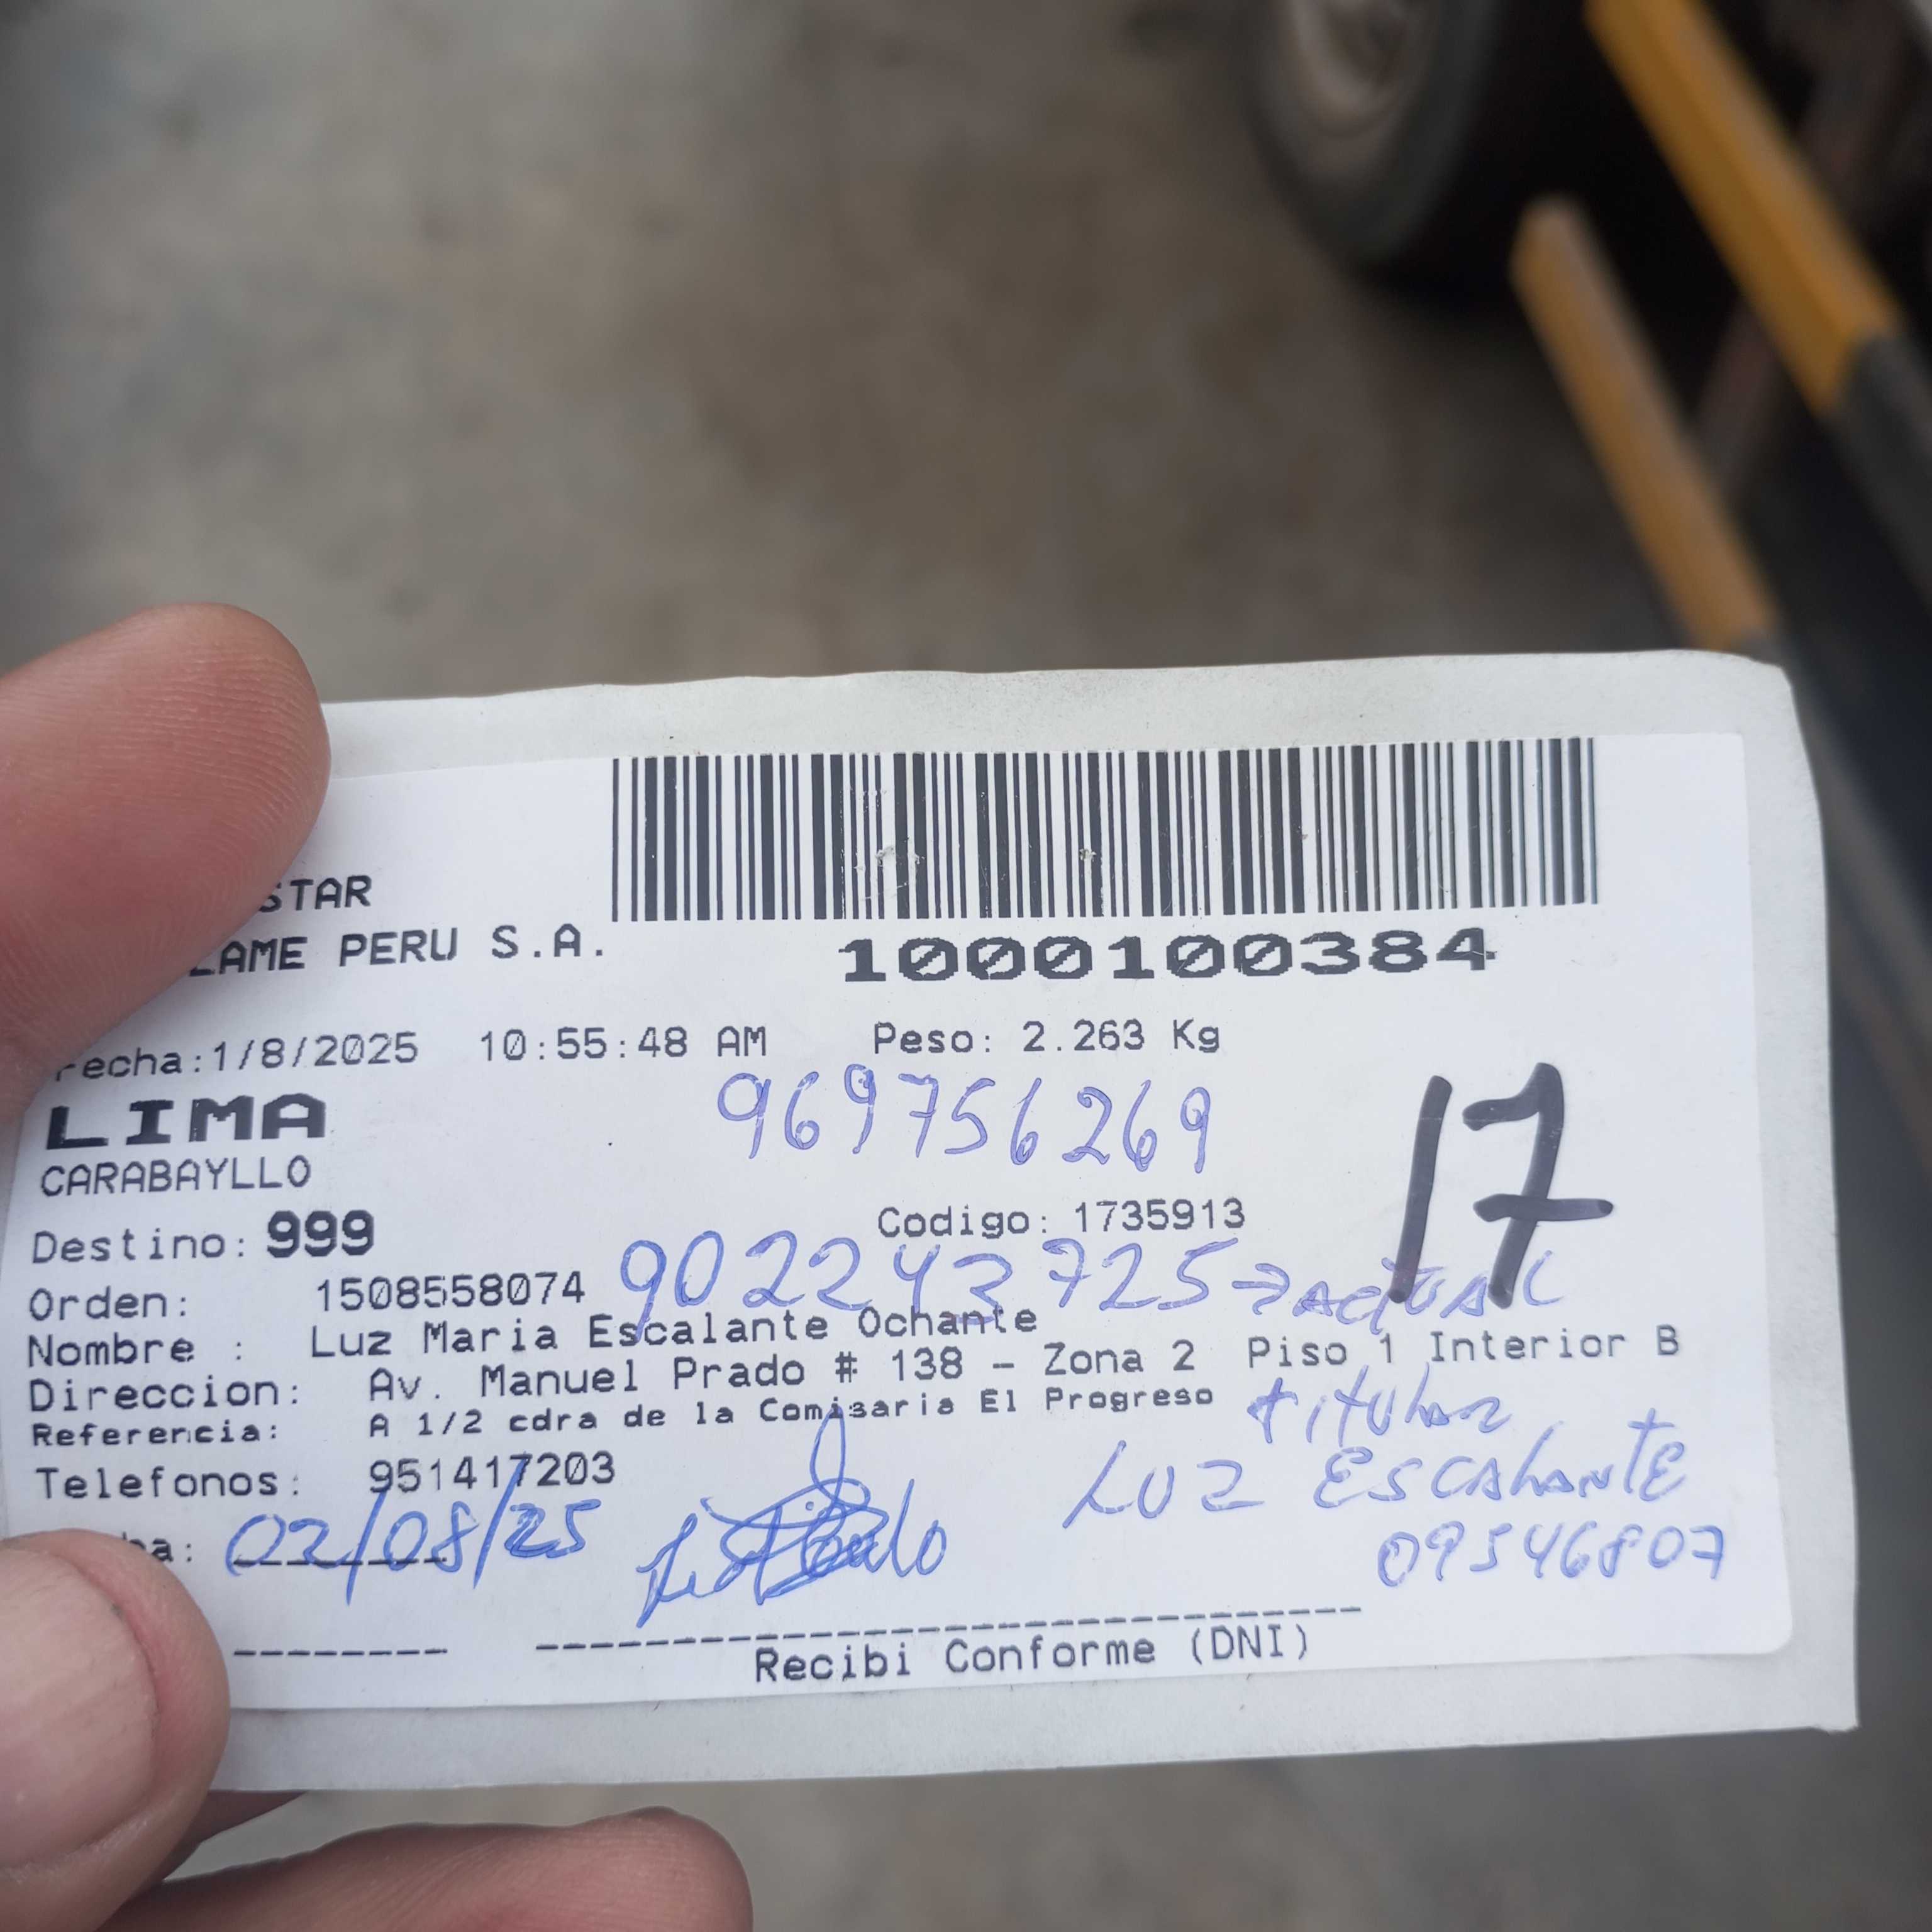 STAR
LAME PERU S.A.
1000100384
Fecha:1/8/2025 10:55:48 AM Peso: 2.263 Kg
LIMA
969756269
17
CARABAYLLO
Codigo: 1735913
Destino: 999
902243725→ACTUAL
Orden: 1508558074
Nombre : Luz Maria Escalante Ochante
Direccion: Av. Manuel Prado # 138 - Zona 2 Piso 1 Interior B
Referencia: A 1/2 cdra de la Comisaria El Progreso
titular
Telefonos: 951417203
LUZ ESCALANTE
02/08/25
09546807
Recibi Conforme (DNI)